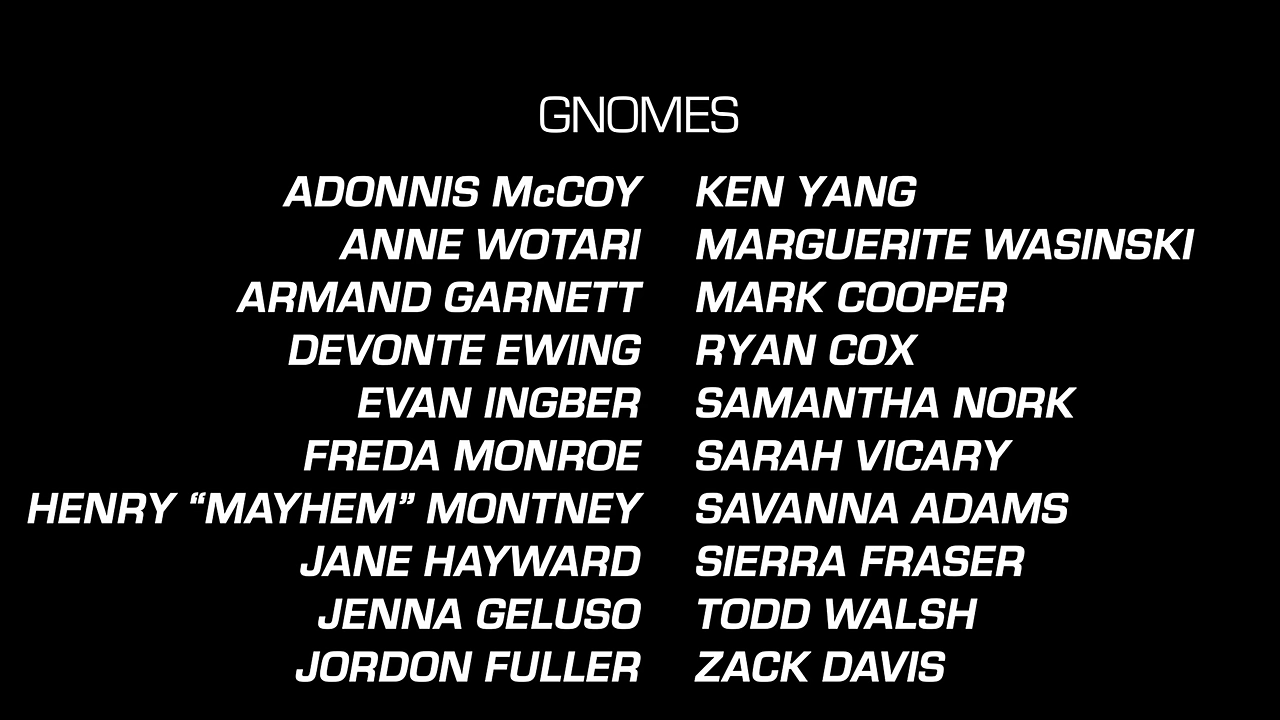 GNOMES
ADONNIS McCOY KEN YANG
ANNE WOTARI MARGUERITE WASINSKI
ARMAND GARNETT MARK COOPER
DEVONTE EWING RYAN COX
EVAN INGBER SAMANTHA NORK
FREDA MONROE SARAH VICARY
HENRY “MAYHEM” MONTNEY SAVANNA ADAMS
JANE HAYWARD SIERRA FRASER
JENNA GELUSO TODD WALSH
JORDON FULLER ZACK DAVIS